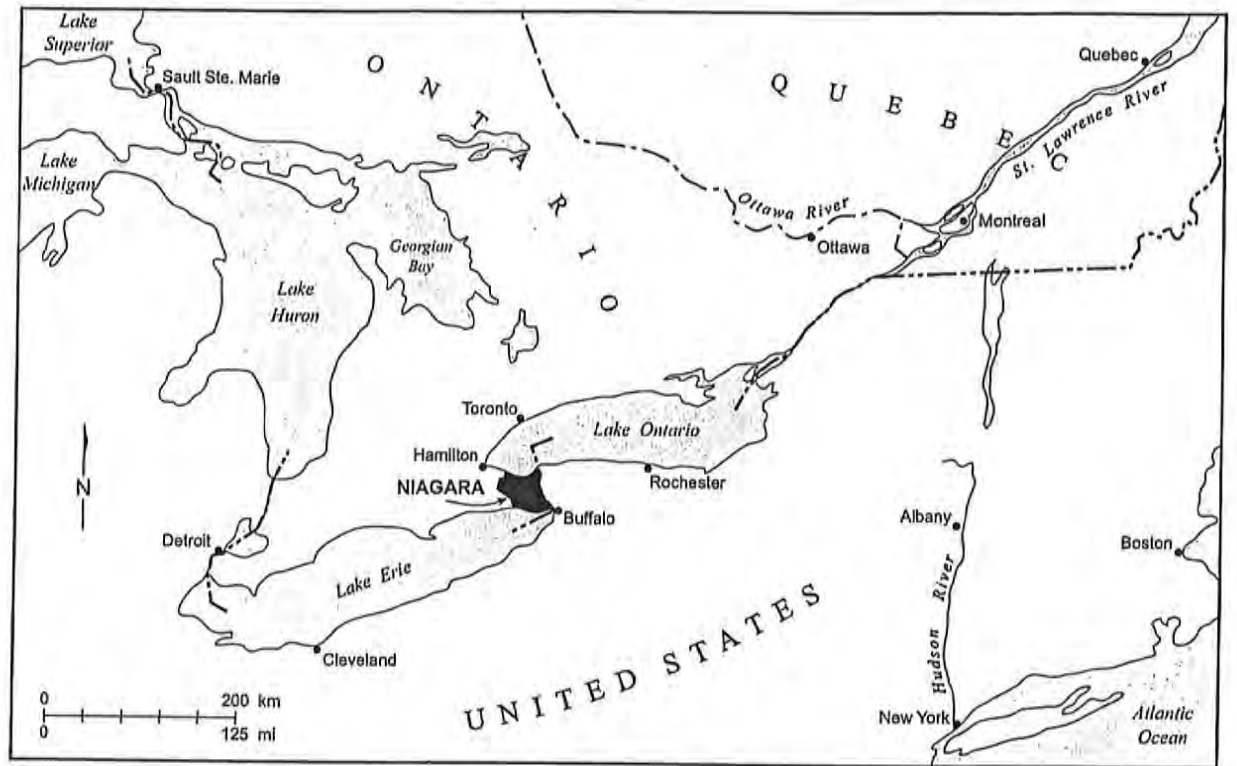 Lake
Superior
Sault Ste. Marie
ONTARIO
QUEBEC
Quebec
St. Lawrence River
Lake
Michigan
Ottawa River
Montreal
Ottawa
Georgian
Bay
Lake
Huron
Toronto
Lake Ontario
Hamilton
Rochester
NIAGARA
Buffalo
N
Albany
Detroit
Boston
Lake Erie
Hudson River
UNITED STATES
Cleveland
0 200 km
0 125 mi
New York
Atlantic
Ocean